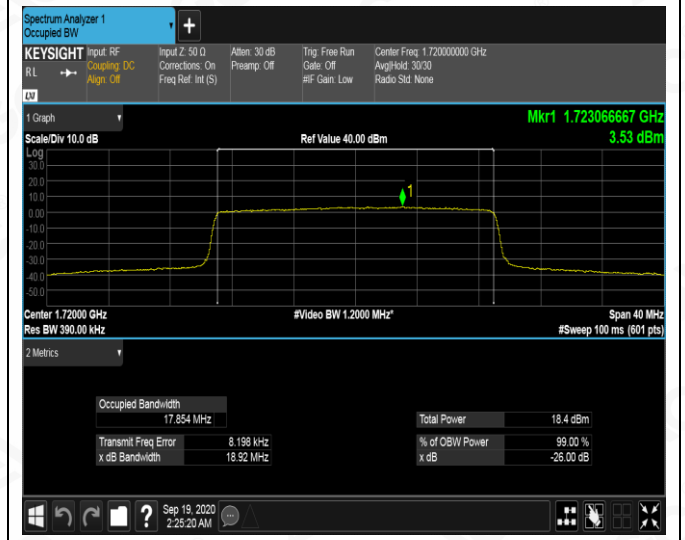 Spectrum Analyzer 1
Occupied BW
+
KEYSIGHT Input: RF Input Z: 50 Ω Atten: 30 dB Trig: Free Run Center Freq: 1.720000000 GHz
RL Coupling: DC Corrections: On Preamp: Off Gate: Off Avg|Hold: 30/30
Align: Off Freq Ref: Int (S) #IF Gain: Low Radio Std: None
LXI
1 Graph Mkr1 1.723066667 GHz
Scale/Div 10.0 dB Ref Value 40.00 dBm 3.53 dBm
Log
30.0
20.0
10.0
0.00
-10.0
-20.0
-30.0
-40.0
-50.0
1
Center 1.72000 GHz #Video BW 1.2000 MHz* Span 40 MHz
Res BW 390.00 kHz #Sweep 100 ms (601 pts)
2 Metrics
Occupied Bandwidth
17.854 MHz Total Power 18.4 dBm
Transmit Freq Error 8.198 kHz % of OBW Power 99.00 %
x dB Bandwidth 18.92 MHz x dB -26.00 dB
? Sep 19, 2020
2:25:20 AM